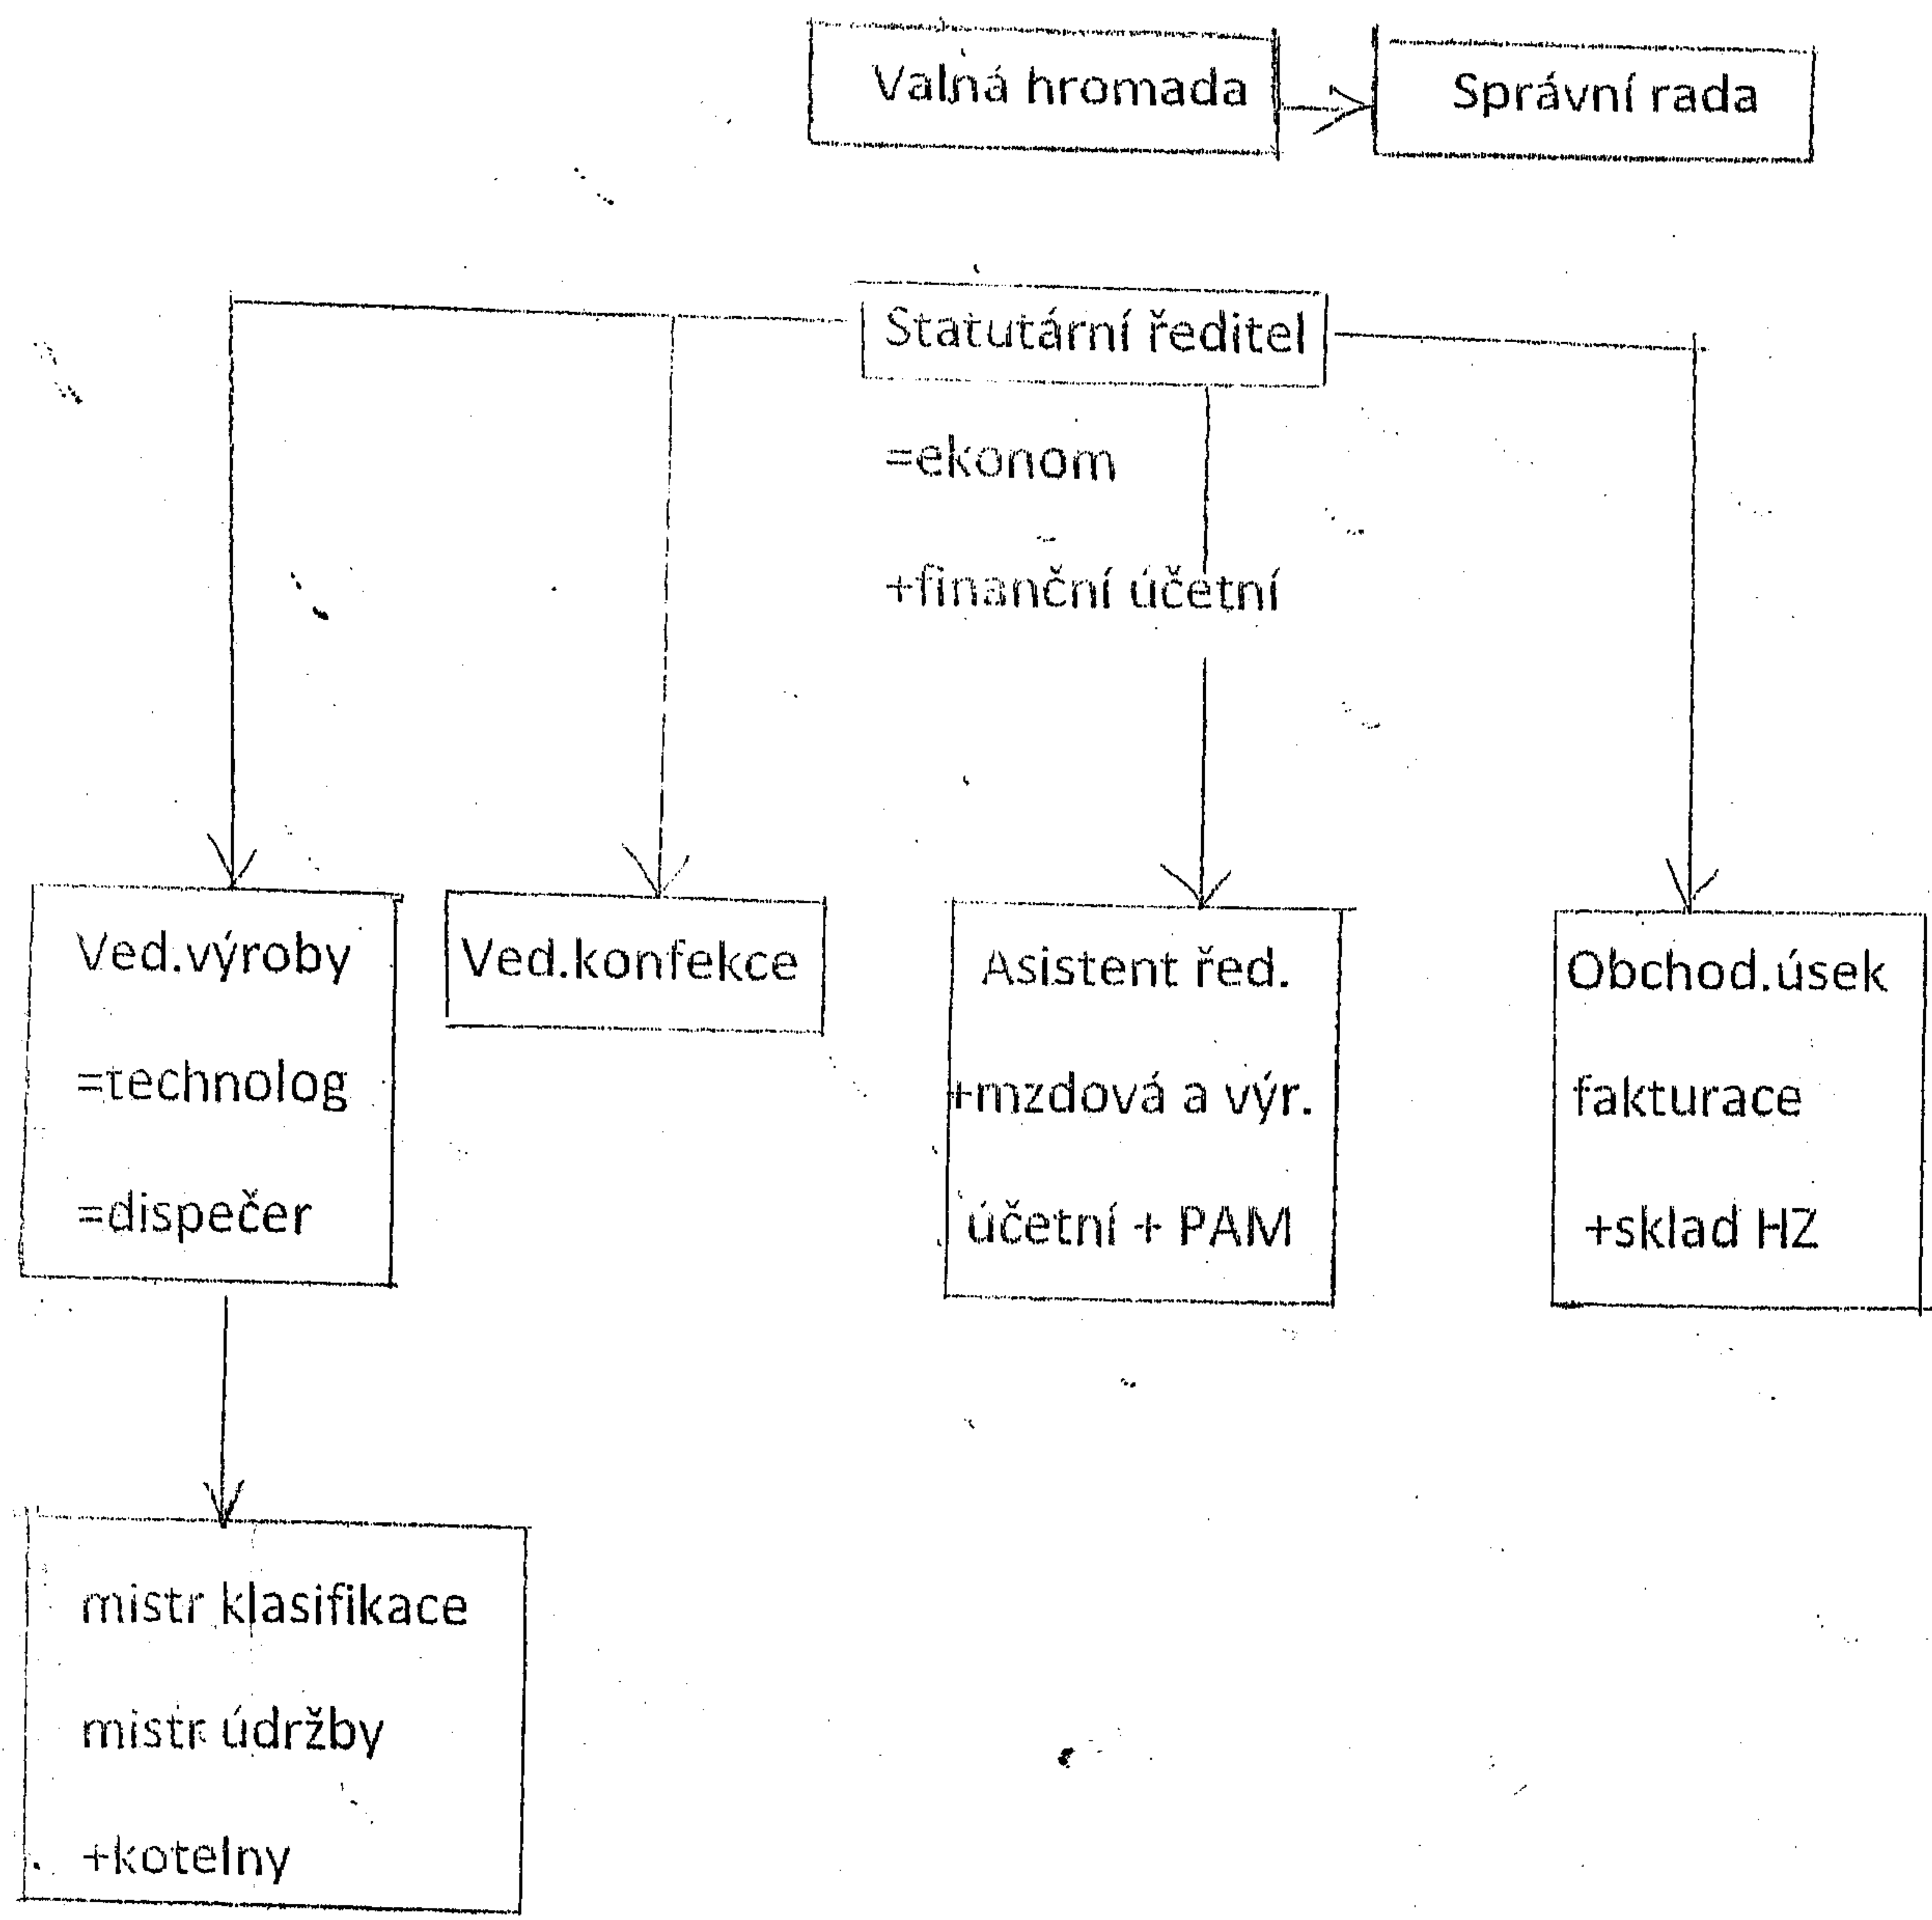 Valná hromada
Správní rada
Statutární ředitel
=ekonom
+finanční účetní
Ved.výroby
=technolog
=dispečer
Ved.konfekce
Asistent řed.
+mzdová a výr.
účetní + PAM
Obchod.úsek
fakturace
+sklad HZ
mistr klasifikace
mistr údržby
+kotelny